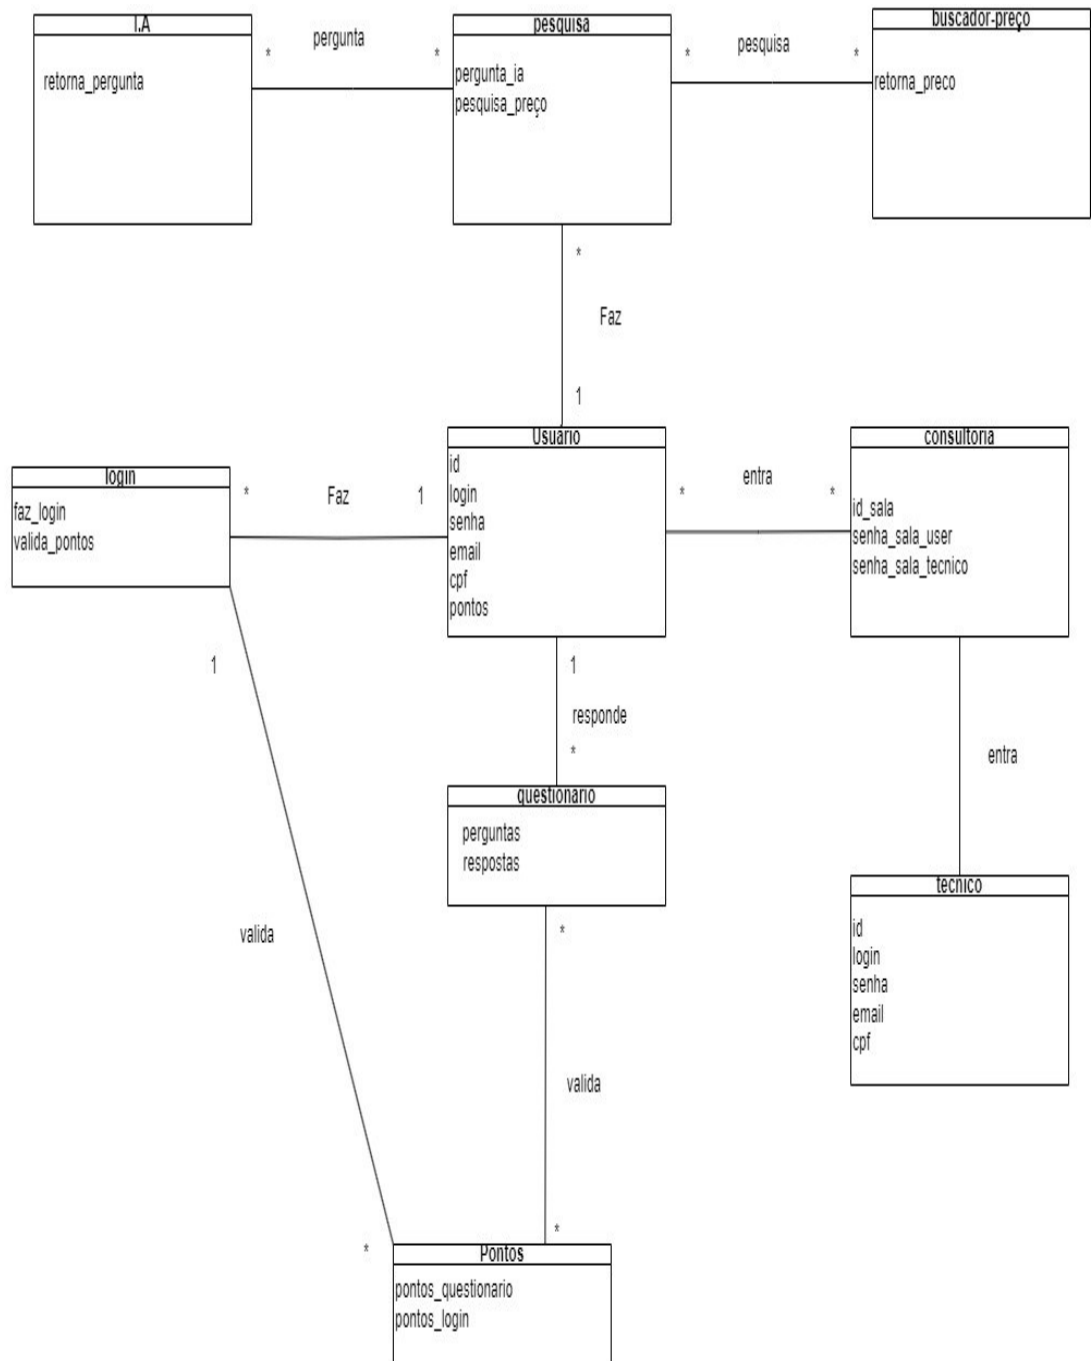 I.A
retorna_pergunta
* pergunta *
pesquisa
pergunta_ia
pesquisa_preço
* pesquisa *
buscador-preço
retorna_preco
*
Faz
1
login
faz_login
valida_pontos
* Faz 1
Usuário
id
login
senha
email
cpf
pontos
* entra *
consultoria
id_sala
senha_sala_user
senha_sala_tecnico
1
responde
*
entra
questionario
perguntas
respostas
tecnico
id
login
senha
email
cpf
1
valida
*
*
valida
*
Pontos
pontos_questionario
pontos_login